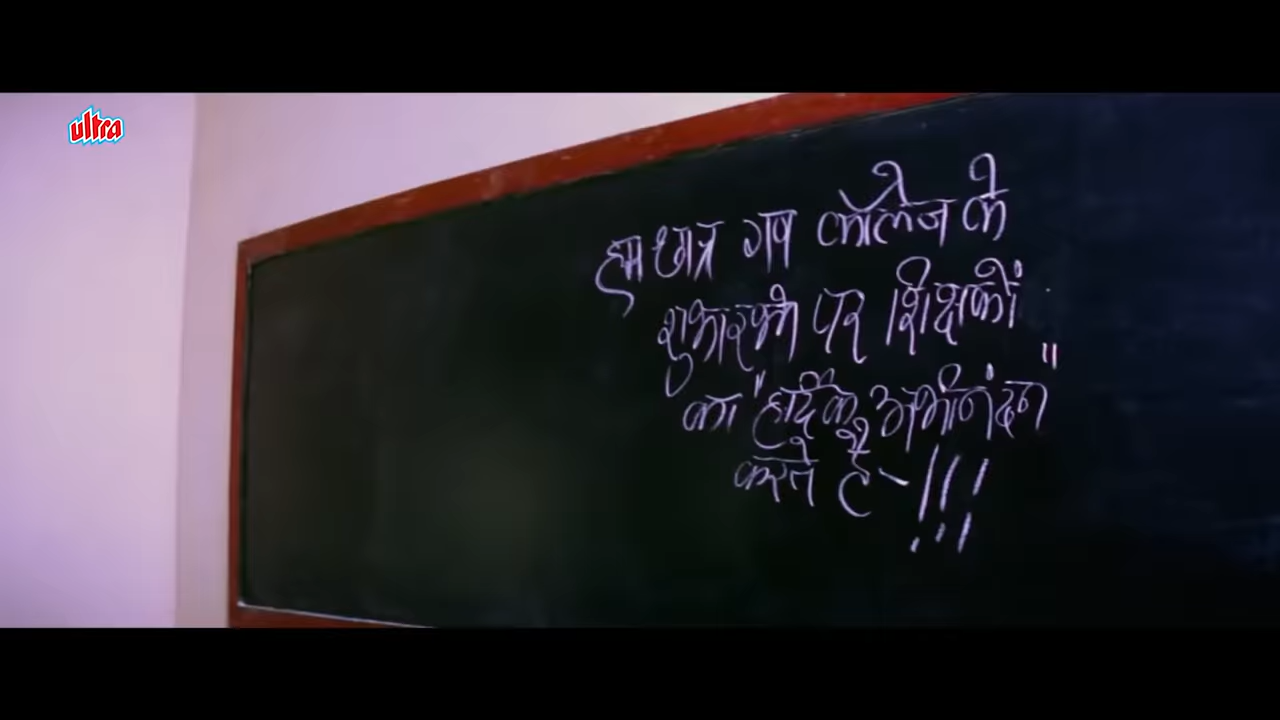 ultra
हम छात्र गण कॉलेज के
शुभारम्भ पर शिक्षकों
का "हार्दिक अभीनंदन"
करते है~!!!